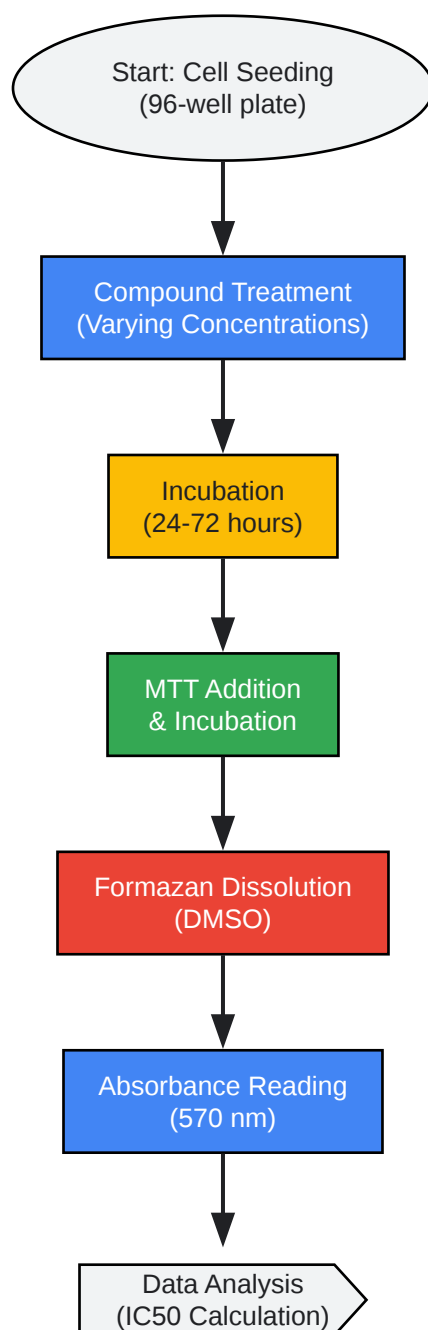 Start: Cell Seeding
(96-well plate)
Compound Treatment
(Varying Concentrations)
Incubation
(24-72 hours)
MTT Addition
& Incubation
Formazan Dissolution
(DMSO)
Absorbance Reading
(570 nm)
Data Analysis
(IC50 Calculation)